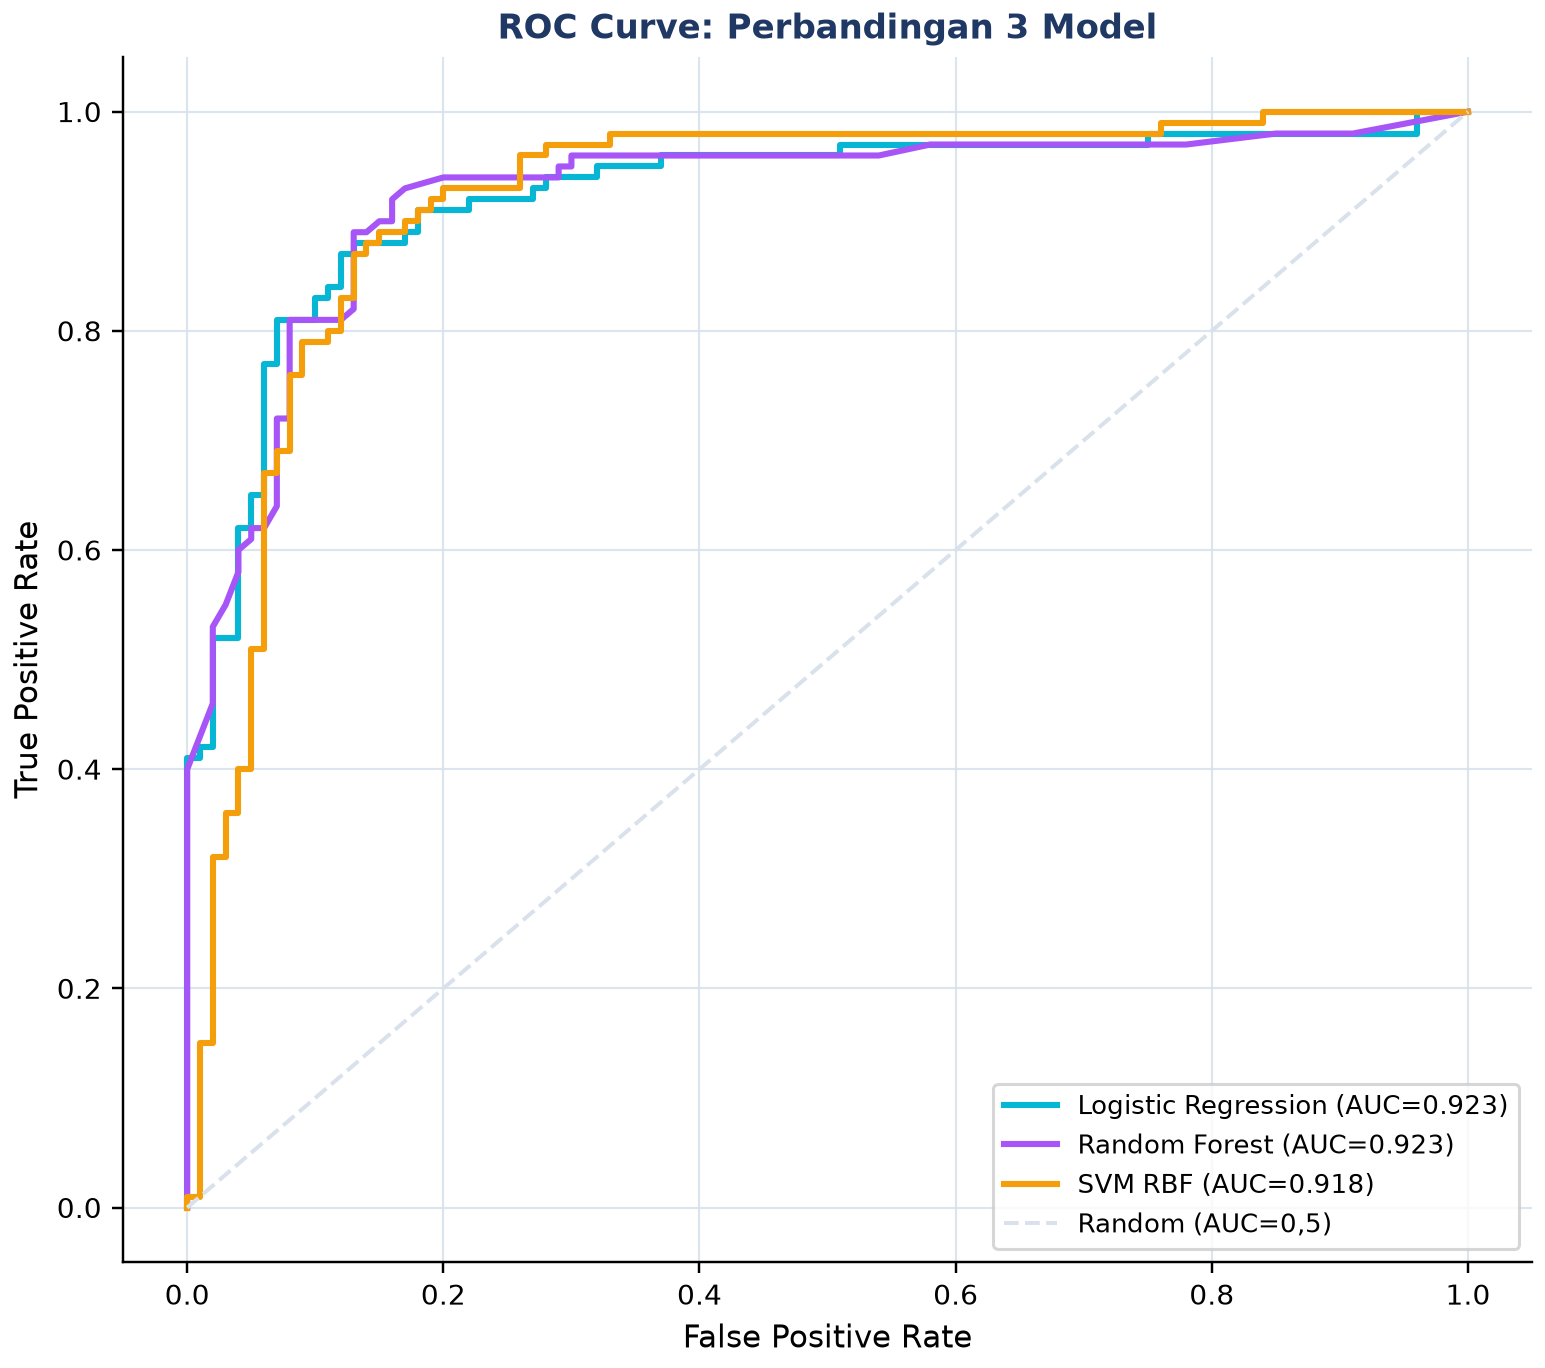 ROC Curve: Perbandingan 3 Model
True Positive Rate
1.0
0.8
0.6
0.4
0.2
0.0
0.0 0.2 0.4 0.6 0.8 1.0
False Positive Rate
Logistic Regression (AUC=0.923)
Random Forest (AUC=0.923)
SVM RBF (AUC=0.918)
Random (AUC=0,5)